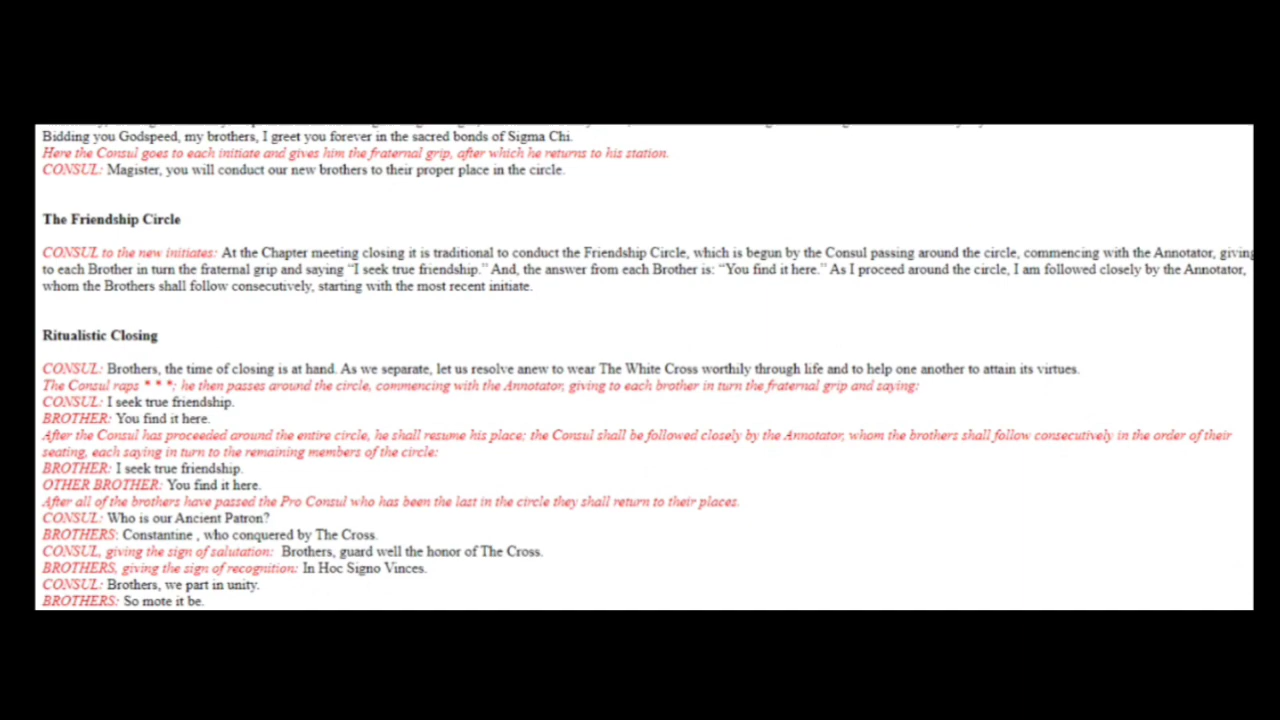 Bidding you Godspeed, my brothers, I greet you forever in the sacred bonds of Sigma Chi.
Here the Consul goes to each initiate and gives him the fraternal grip, after which he returns to his station.
CONSUL: Magister, you will conduct our new brothers to their proper place in the circle.
The Friendship Circle
CONSUL to the new initiates: At the Chapter meeting closing it is traditional to conduct the Friendship Circle, which is begun by the Consul passing around the circle, commencing with the Annotator, giving
to each Brother in turn the fraternal grip and saying “I seek true friendship.” And, the answer from each Brother is: “You find it here.” As I proceed around the circle, I am followed closely by the Annotator,
whom the Brothers shall follow consecutively, starting with the most recent initiate.
Ritualistic Closing
CONSUL: Brothers, the time of closing is at hand. As we separate, let us resolve anew to wear The White Cross worthily through life and to help one another to attain its virtues.
The Consul raps * * *; he then passes around the circle, commencing with the Annotator, giving to each brother in turn the fraternal grip and saying:
CONSUL: I seek true friendship.
BROTHER: You find it here.
After the Consul has proceeded around the entire circle, he shall resume his place: the Consul shall be followed closely by the Annotator, whom the brothers shall follow consecutively in the order of their
seating, each saying in turn to the remaining members of the circle:
BROTHER: I seek true friendship.
OTHER BROTHER: You find it here.
After all of the brothers have passed the Pro Consul who has been the last in the circle they shall return to their places.
CONSUL: Who is our Ancient Patron?
BROTHERS: Constantine , who conquered by The Cross.
CONSUL, giving the sign of salutation: Brothers, guard well the honor of The Cross.
BROTHERS, giving the sign of recognition: In Hoc Signo Vinces.
CONSUL: Brothers, we part in unity.
BROTHERS: So mote it be.